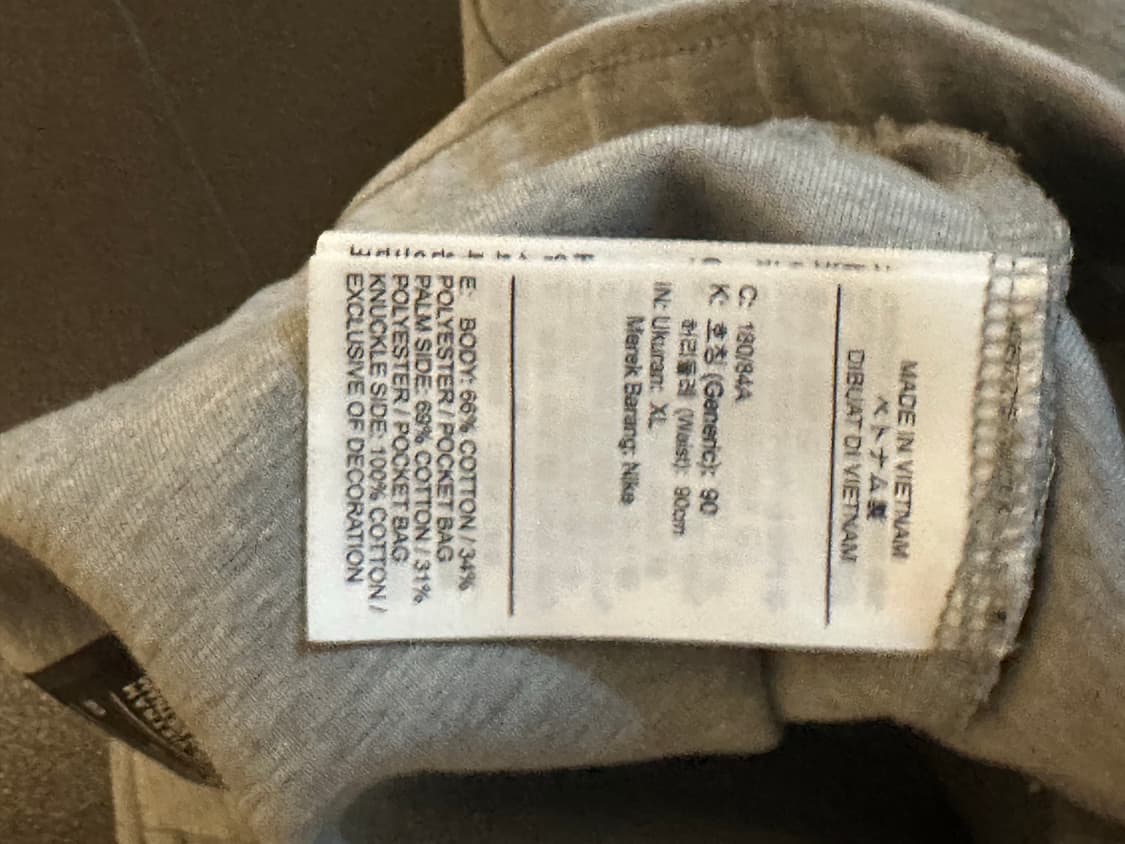 MADE IN VIETNAM
ベトナム製
DIBUAT DI VIETNAM
C: 180/84A
K: 호칭 (Generic): 90
허리둘레 (Waist): 90cm
IN: Ukuran: XL
Merek Barang: Nike
E: BODY: 66% COTTON / 34%
POLYESTER / POCKET BAG
PALM SIDE: 69% COTTON / 31%
POLYESTER / POCKET BAG
KNUCKLE SIDE: 100% COTTON /
EXCLUSIVE OF DECORATION